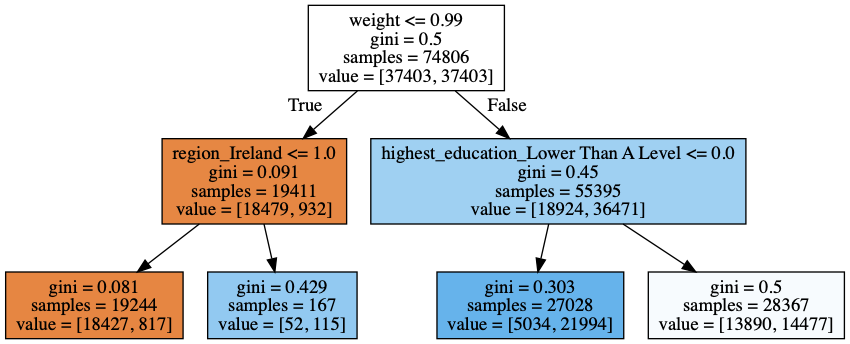 weight <= 0.99
gini = 0.5
samples = 74806
value = [37403, 37403]
True
False
region_Ireland <= 1.0
gini = 0.091
samples = 19411
value = [18479, 932]
highest_education_Lower Than A Level <= 0.0
gini = 0.45
samples = 55395
value = [18924, 36471]
gini = 0.081
samples = 19244
value = [18427, 817]
gini = 0.429
samples = 167
value = [52, 115]
gini = 0.303
samples = 27028
value = [5034, 21994]
gini = 0.5
samples = 28367
value = [13890, 14477]